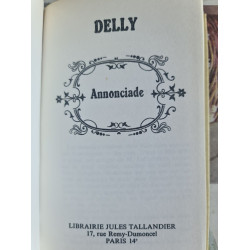 DELLY
Annonciade
LIBRAIRIE JULES TALLANDIER
17, rue Remy-Dumoncel
PARIS 14e